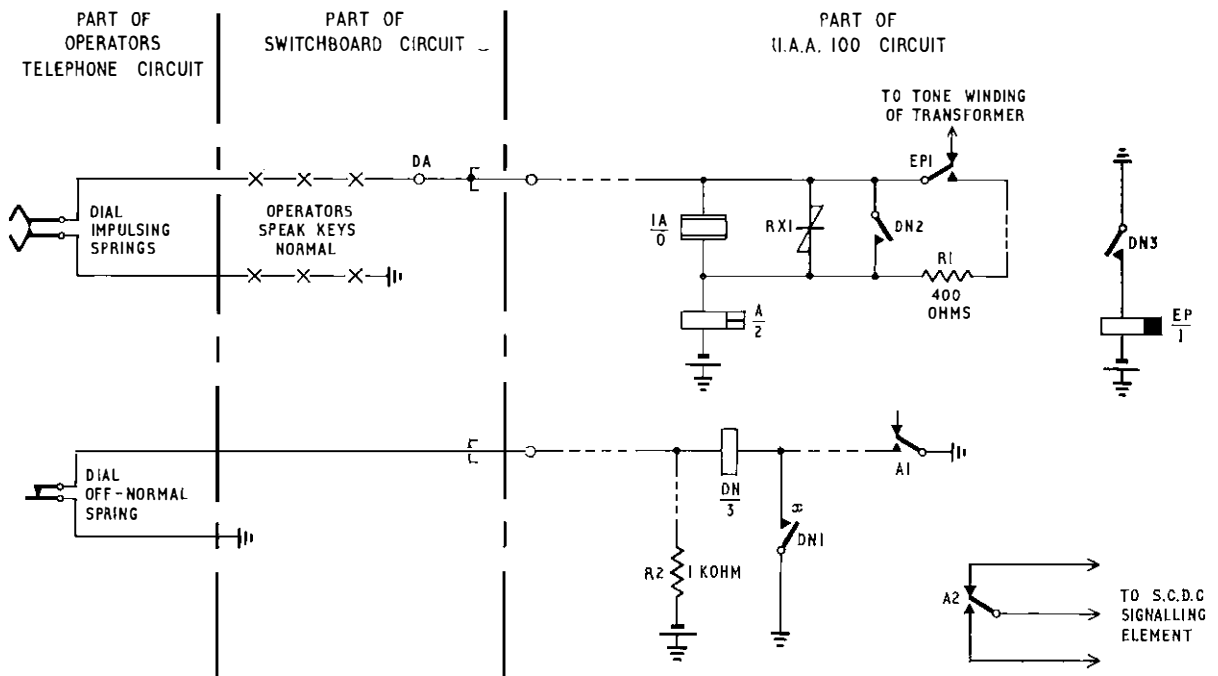 PART OF
OPERATORS
TELEPHONE CIRCUIT
PART OF
SWITCHBOARD CIRCUIT
PART OF
U.A.A. 100 CIRCUIT
TO TONE WINDING
OF TRANSFORMER
DA
EP1
DIAL
IMPULSING
SPRINGS
OPERATORS
SPEAK KEYS
NORMAL
IA
0
RX1
DN2
R1
400
OHMS
A
2
DN3
EP
1
DIAL
OFF-NORMAL
SPRING
DN
3
A1
x
DN1
R2
1 KOHM
A2
TO S.C.D.C
SIGNALLING
ELEMENT